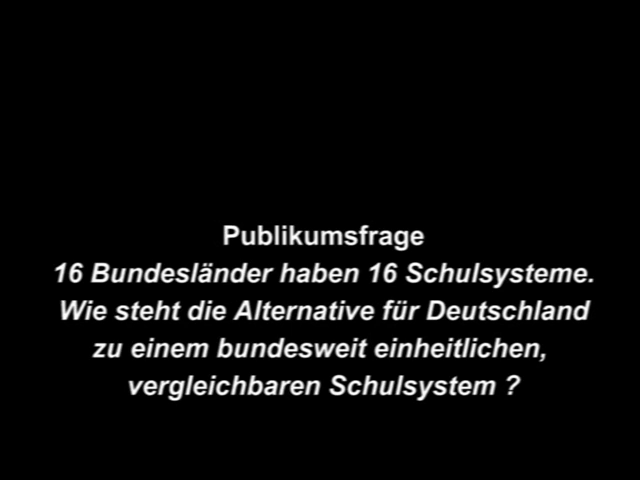 Publikumsfrage
16 Bundesländer haben 16 Schulsysteme.
Wie steht die Alternative für Deutschland
zu einem bundesweit einheitlichen,
vergleichbaren Schulsystem ?